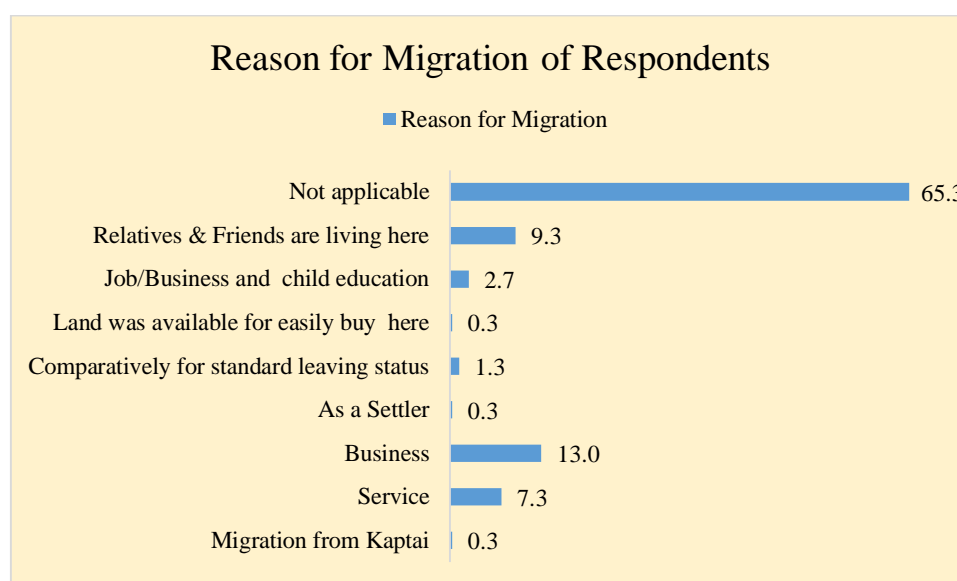 Reason for Migration of Respondents
Reason for Migration
Not applicable 65.3
Relatives & Friends are living here 9.3
Job/Business and child education 2.7
Land was available for easily buy here 0.3
Comparatively for standard leaving status 1.3
As a Settler 0.3
Business 13.0
Service 7.3
Migration from Kaptai 0.3